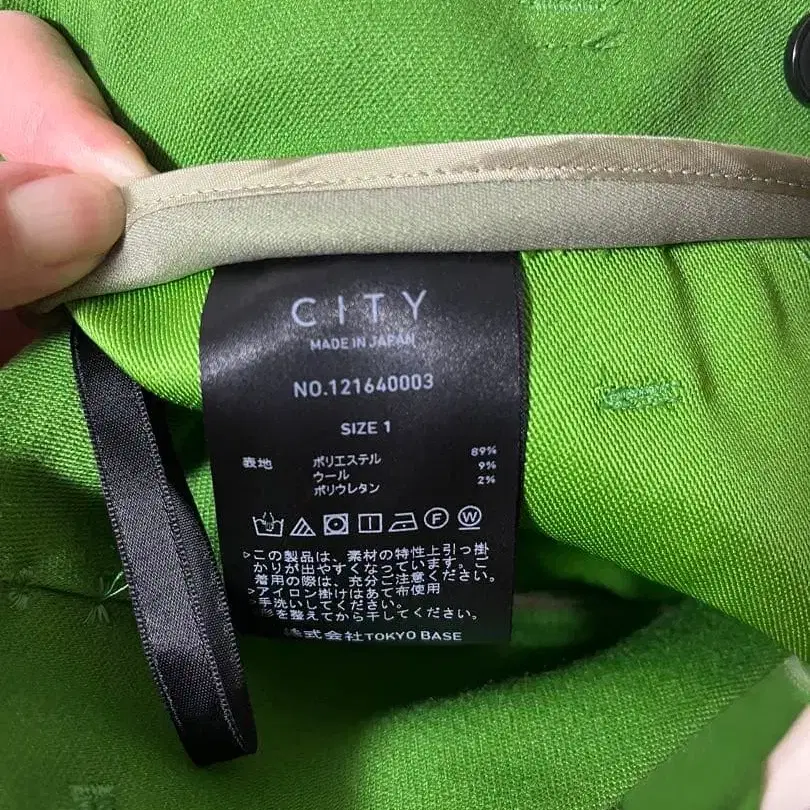 CITY
MADE IN JAPAN
NO.121640003
SIZE 1
表地 ポリエステル 89%
ウール 9%
ポリウレタン 2%
▷この製品は、素材の特性上引っ掛
かりが出やすくなっています。ご
着用の際は、充分ご注意ください。
▷アイロン掛けはあて布使用
手洗いしてください。
形を整えてから干してください。
株式会社TOKYO BASE